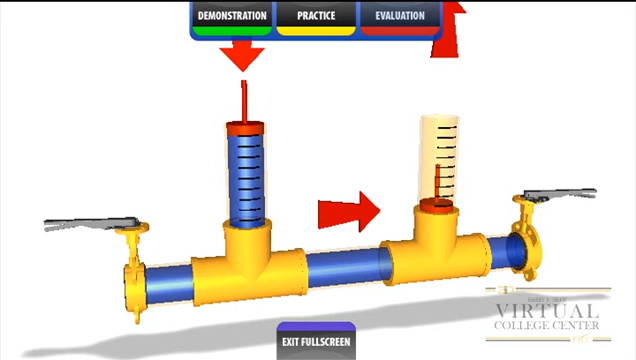 DEMONSTRATION
PRACTICE
EVALUATION
VIRTUAL
COLLEGE CENTER
EXIT FULLSCREEN